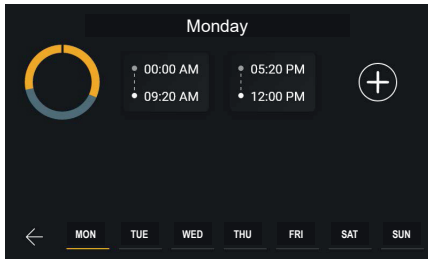 Monday
00:00 AM
09:20 AM
05:20 PM
12:00 PM
MON TUE WED THU FRI SAT SUN